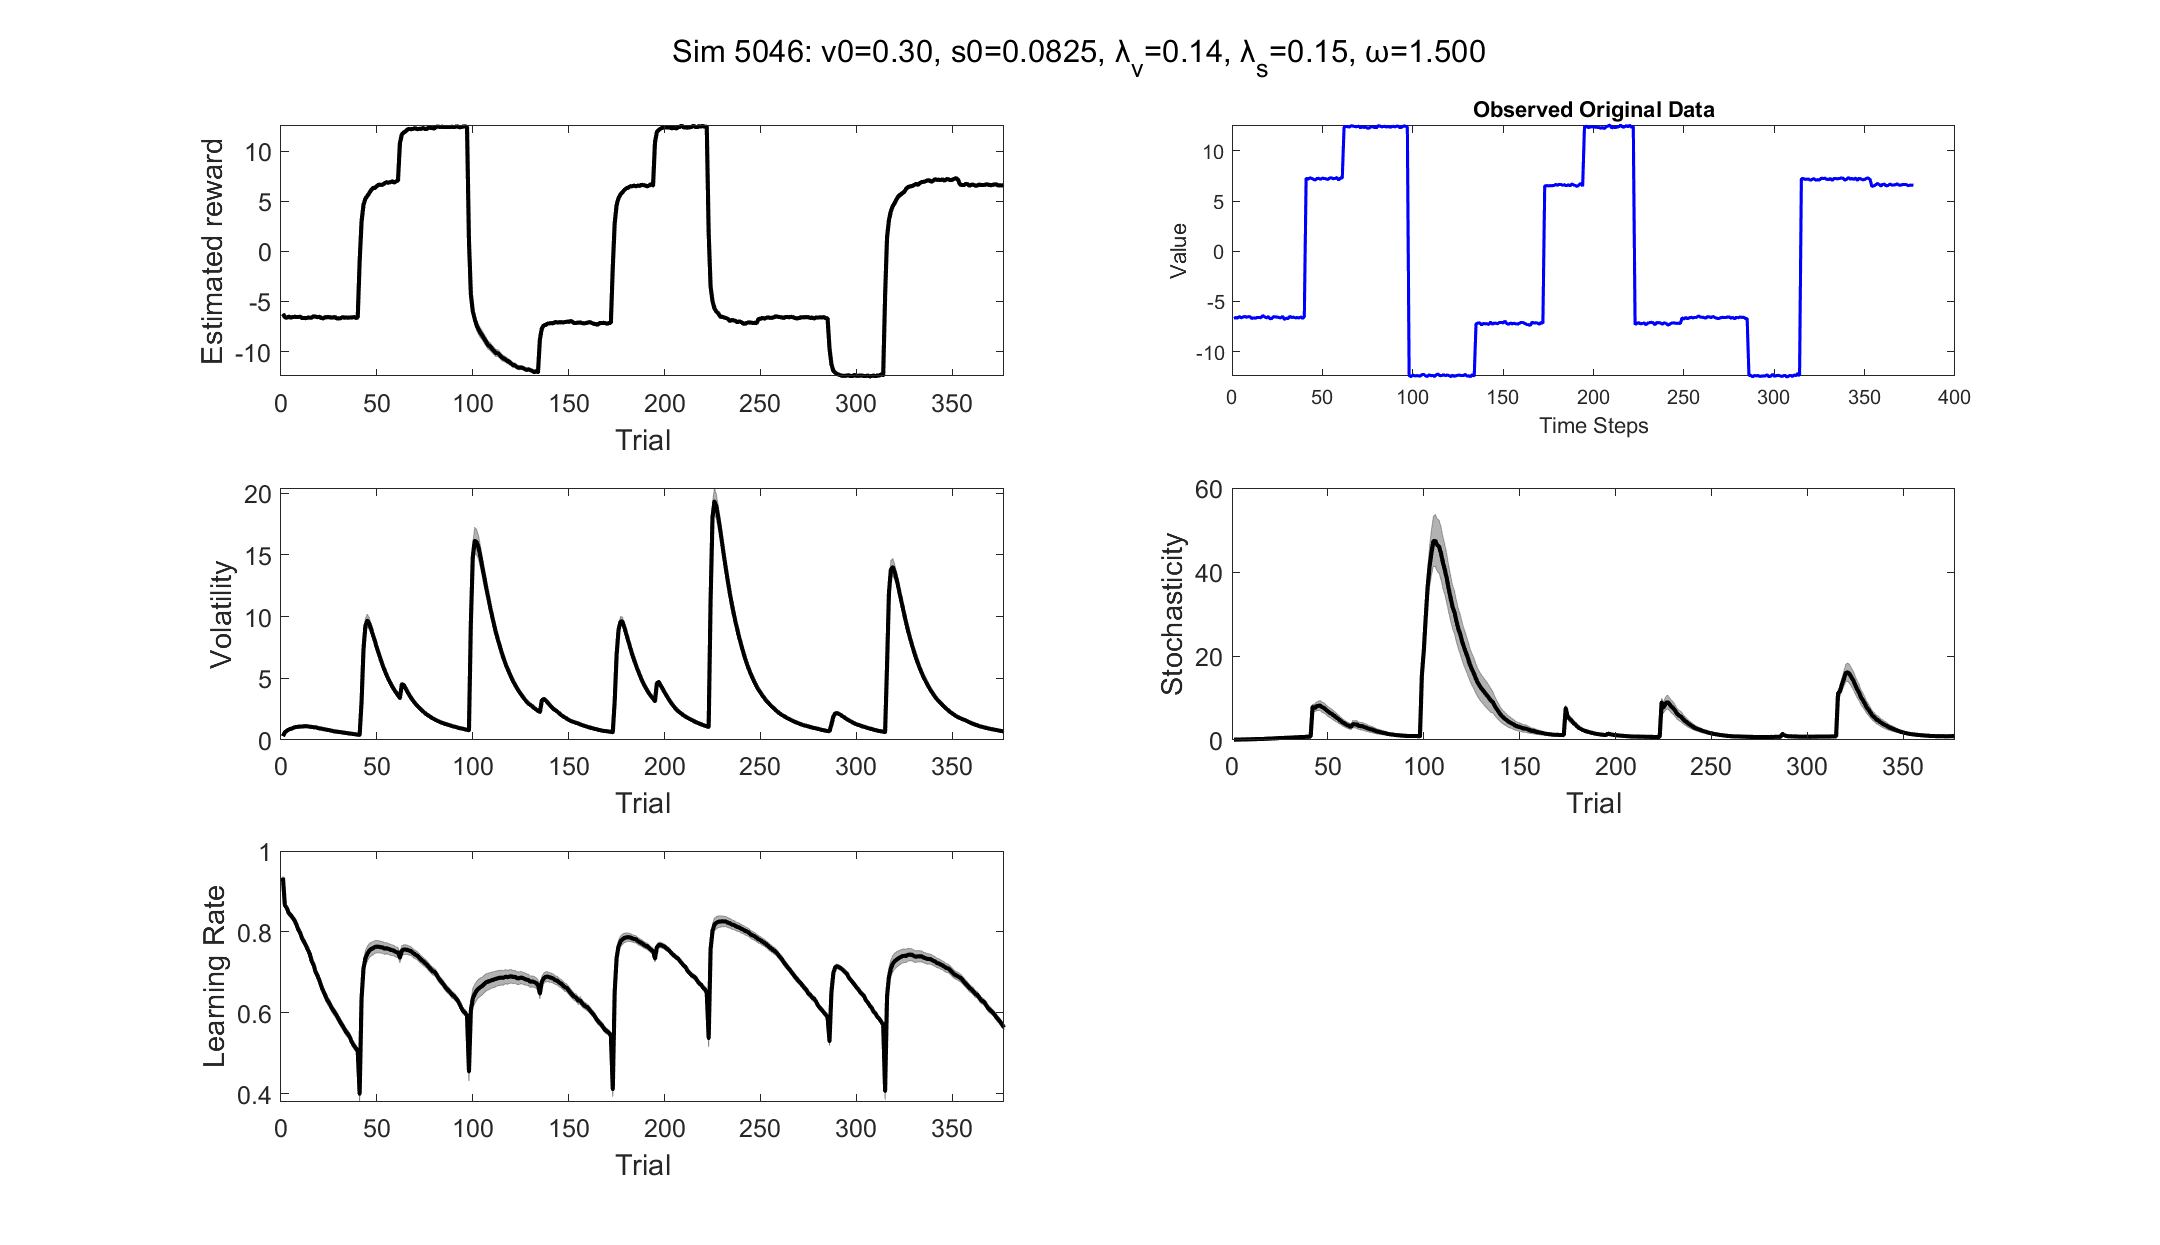 Sim 5046: v0=0.30, s0=0.0825, λ_v=0.14, λ_s=0.15, ω=1.500
Estimated reward
10
5
0
-5
-10
0 50 100 150 200 250 300 350
Trial
Observed Original Data
Value
10
5
0
-5
-10
0 50 100 150 200 250 300 350 400
Time Steps
Volatility
20
15
10
5
0
0 50 100 150 200 250 300 350
Trial
Stochasticity
60
40
20
0
0 50 100 150 200 250 300 350
Trial
Learning Rate
1
0.8
0.6
0.4
0 50 100 150 200 250 300 350
Trial